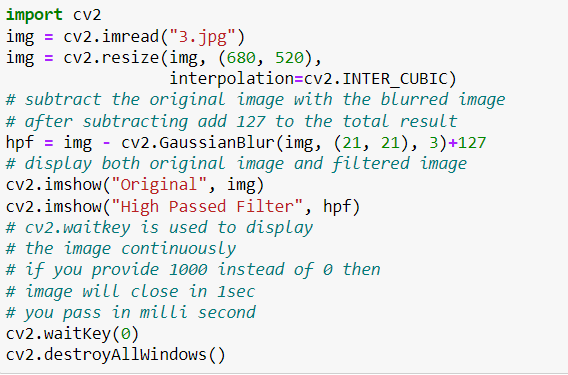 import cv2
img = cv2.imread("3.jpg")
img = cv2.resize(img, (680, 520),
                 interpolation=cv2.INTER_CUBIC)
# subtract the original image with the blurred image
# after subtracting add 127 to the total result
hpf = img - cv2.GaussianBlur(img, (21, 21), 3)+127
# display both original image and filtered image
cv2.imshow("Original", img)
cv2.imshow("High Passed Filter", hpf)
# cv2.waitkey is used to display
# the image continuously
# if you provide 1000 instead of 0 then
# image will close in 1sec
# you pass in milli second
cv2.waitKey(0)
cv2.destroyAllWindows()